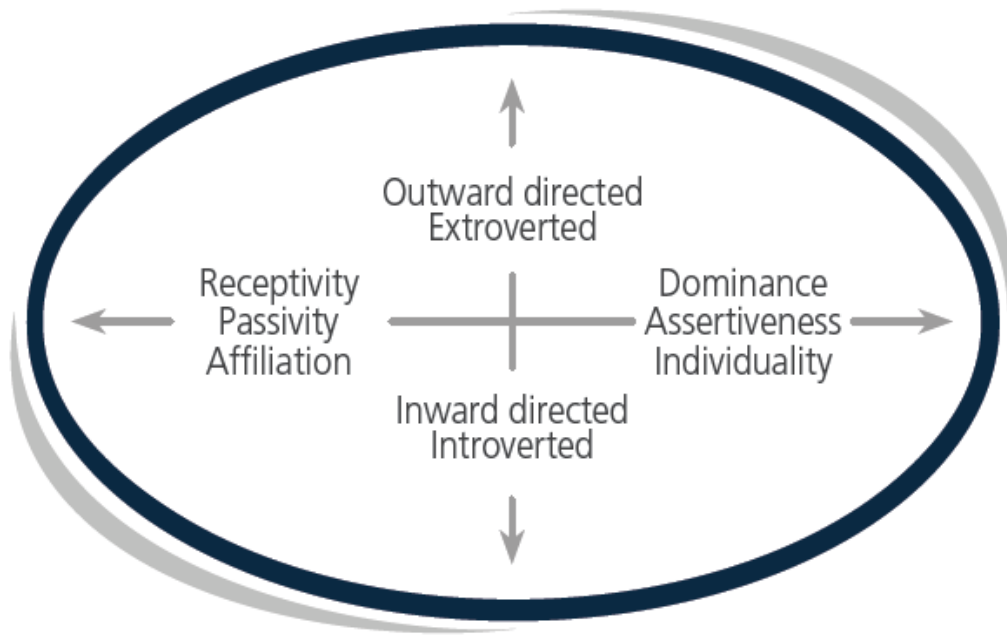 Outward directed
Extroverted
Receptivity
Passivity
Affiliation
Dominance
Assertiveness
Individuality
Inward directed
Introverted